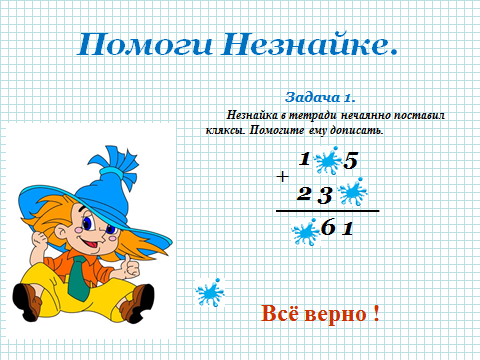 Помоги Незнайке.
Задача 1.
Незнайка в тетради нечаянно поставил
кляксы. Помогите ему дописать.
1 5
+
2 3
6 1
Всё верно !